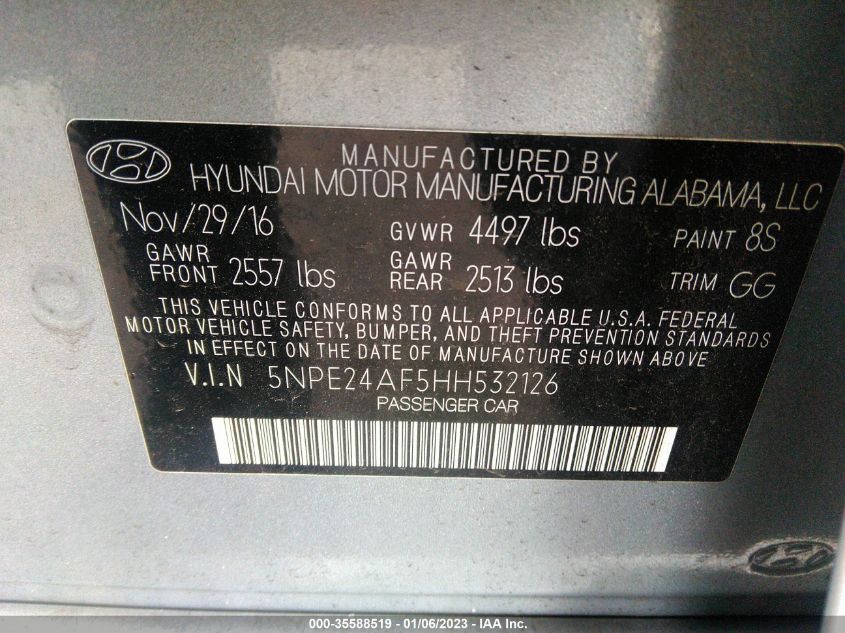 MANUFACTURED BY
HYUNDAI MOTOR MANUFACTURING ALABAMA, LLC
Nov/29/16 GVWR 4497 lbs PAINT 8S
GAWR FRONT 2557 lbs GAWR REAR 2513 lbs TRIM GG
THIS VEHICLE CONFORMS TO ALL APPLICABLE U.S.A. FEDERAL
MOTOR VEHICLE SAFETY, BUMPER, AND THEFT PREVENTION STANDARDS
IN EFFECT ON THE DATE OF MANUFACTURE SHOWN ABOVE
V.I.N 5NPE24AF5HH532126
PASSENGER CAR
000-35588519 - 01/06/2023 - IAA Inc.